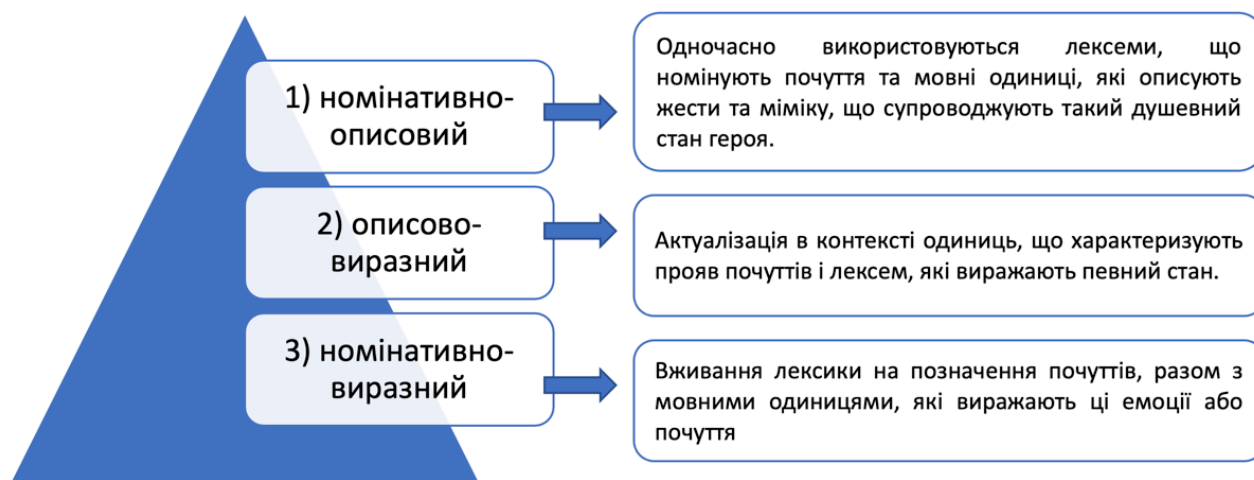 1) номінативно-
описовий
Одночасно використовуються лексеми, що
номінують почуття та мовні одиниці, які описують
жести та міміку, що супроводжують такий душевний
стан героя.
2) описово-
виразний
Актуалізація в контексті одиниць, що характеризують
прояв почуттів і лексем, які виражають певний стан.
3) номінативно-
виразний
Вживання лексики на позначення почуттів, разом з
мовними одиницями, які виражають ці емоції або
почуття